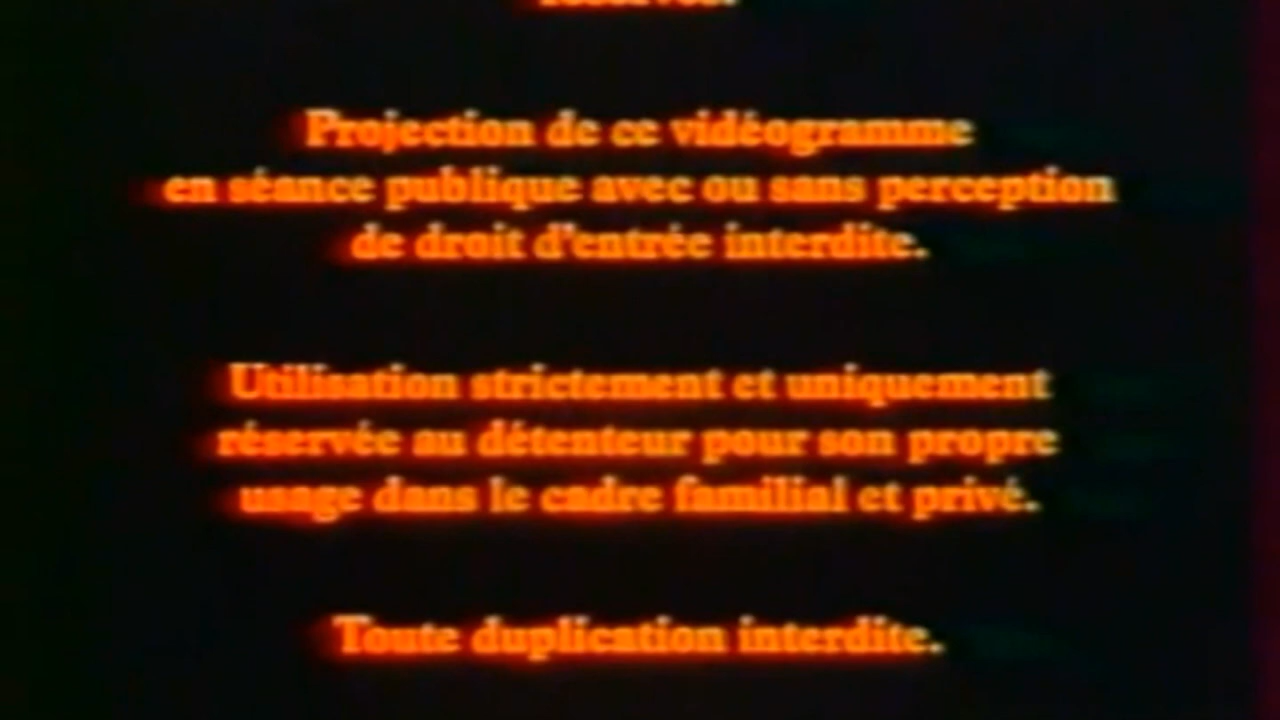 Projection de ce vidéogramme
en séance publique avec ou sans perception
de droit d'entrée interdite.
Utilisation strictement et uniquement
réservée au détenteur pour son propre
usage dans le cadre familial et privé.
Toute duplication interdite.